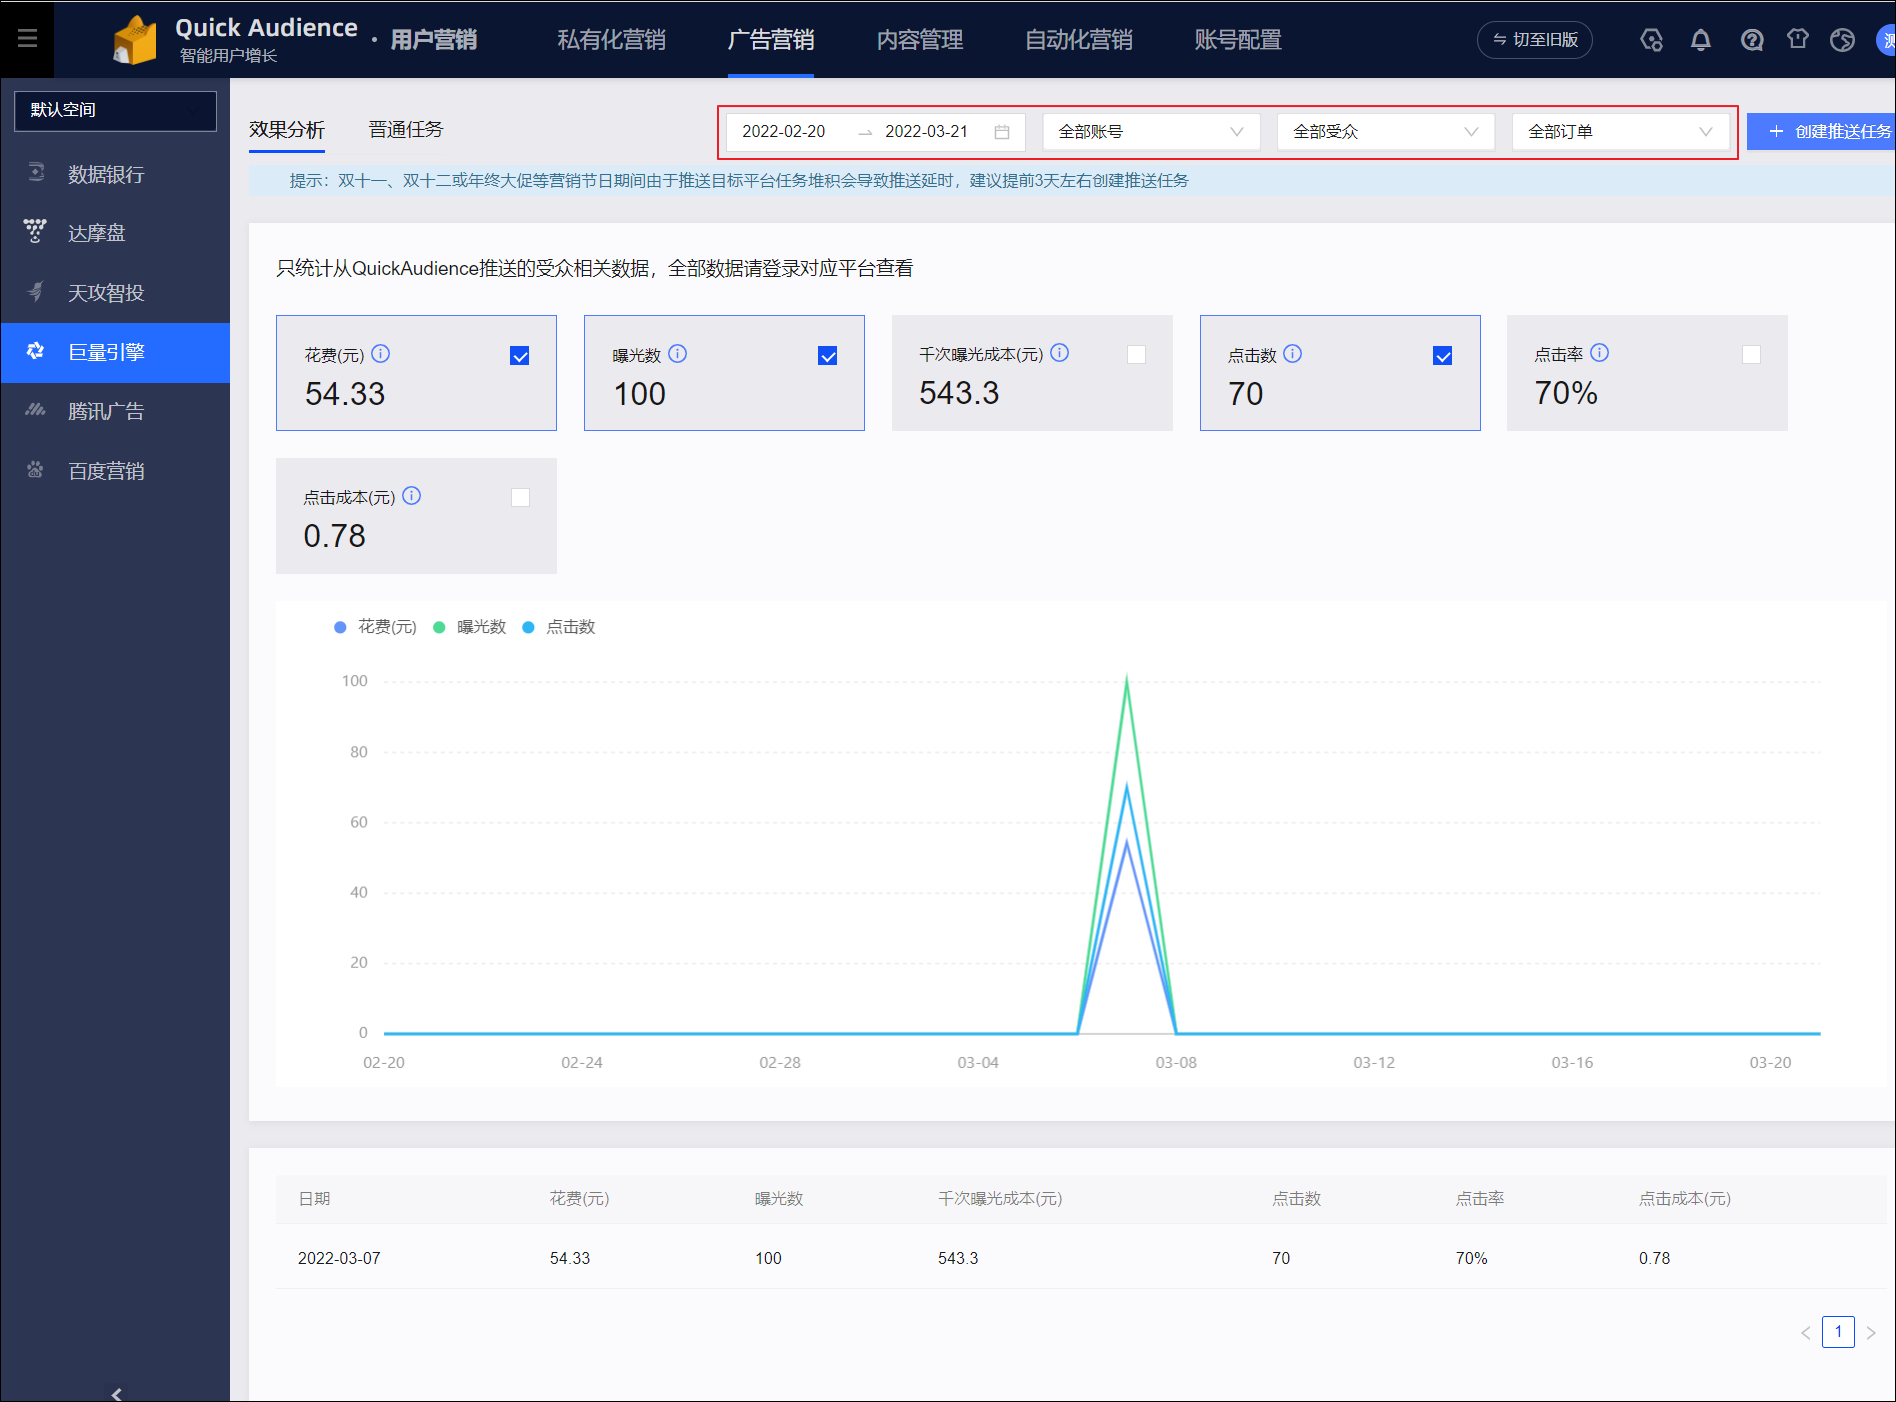 Quick Audience
智能用户增长
· 用户营销
私有化营销
广告营销
内容管理
自动化营销
账号配置
切至旧版
测
默认空间
数据银行
达摩盘
天攻智投
巨量引擎
腾讯广告
百度营销
效果分析
普通任务
2022-02-20
2022-03-21
全部账号
全部受众
全部订单
+ 创建推送任务
提示：双十一、双十二或年终大促等营销节日期间由于推送目标平台任务堆积会导致推送延时，建议提前3天左右创建推送任务
只统计从QuickAudience推送的受众相关数据，全部数据请登录对应平台查看
花费(元)
54.33
曝光数
100
千次曝光成本(元)
543.3
点击数
70
点击率
70%
点击成本(元)
0.78
花费(元)
曝光数
点击数
100
80
60
40
20
0
02-20
02-24
02-28
03-04
03-08
03-12
03-16
03-20
日期 花费(元) 曝光数 千次曝光成本(元) 点击数 点击率 点击成本(元)
2022-03-07 54.33 100 543.3 70 70% 0.78
1